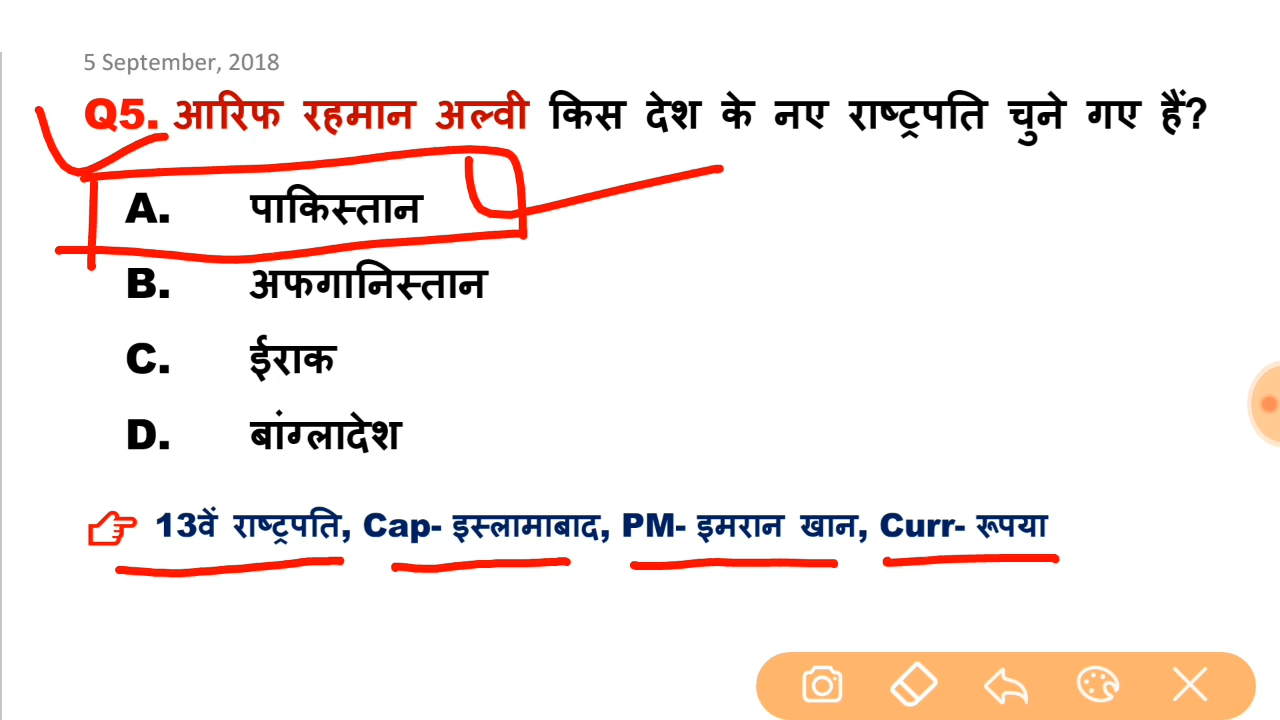 5 September, 2018
Q5. आरिफ रहमान अल्वी किस देश के नए राष्ट्रपति चुने गए हैं?
A. पाकिस्तान
B. अफगानिस्तान
C. ईराक
D. बांग्लादेश
13वें राष्ट्रपति, Cap- इस्लामाबाद, PM- इमरान खान, Curr- रूपया